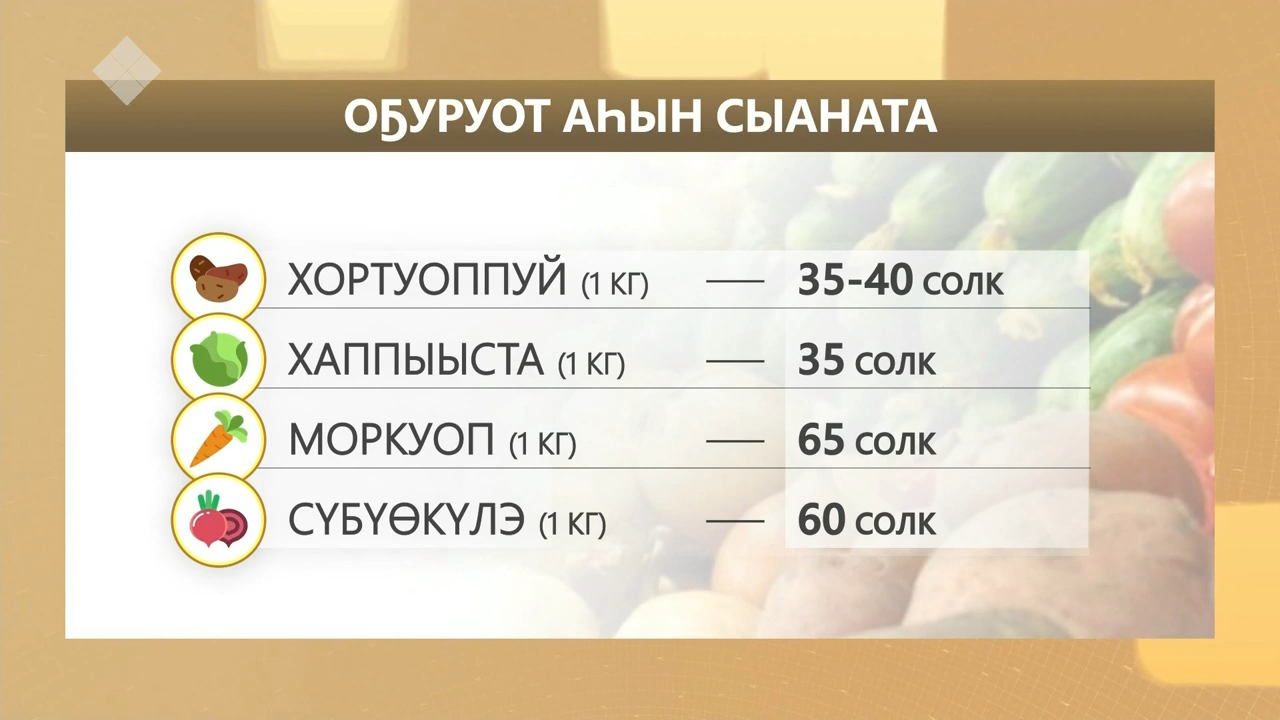 ОҔУРУОТ АҺЫН СЫАНАТА
ХОРТУОППУЙ (1 КГ) — 35-40 солк
ХАППЫЫСТА (1 КГ) — 35 солк
МОРКУОП (1 КГ) — 65 солк
СҮБҮӨКҮЛЭ (1 КГ) — 60 солк